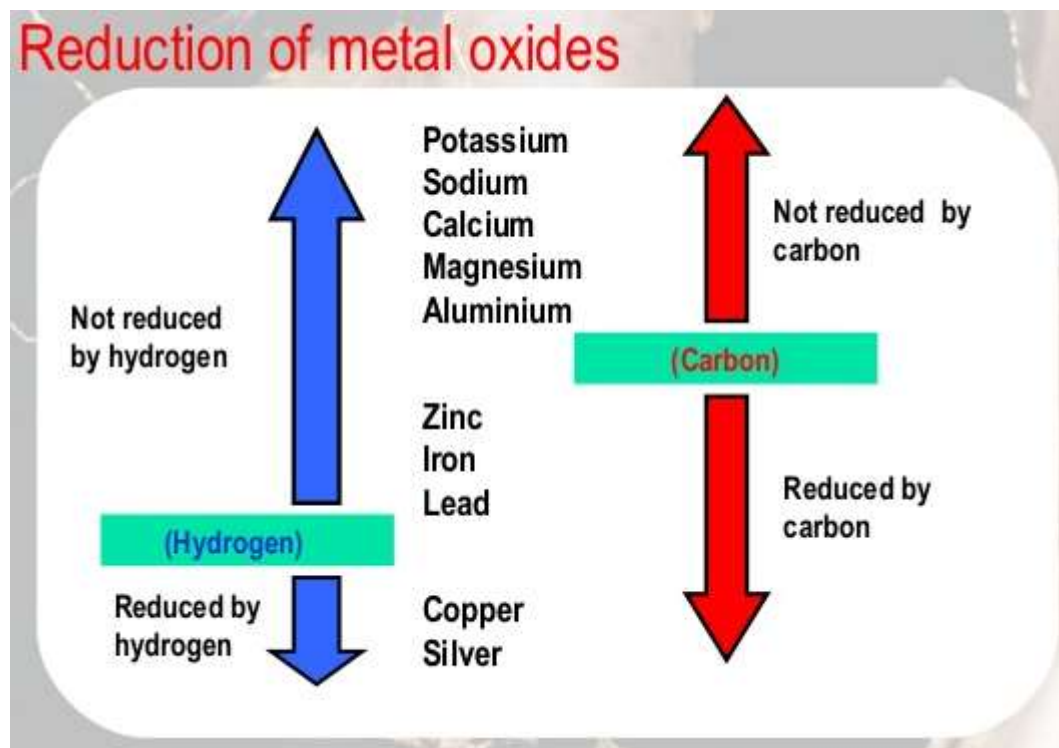 Reduction of metal oxides
Potassium
Sodium
Calcium
Magnesium
Aluminium
Not reduced by
carbon
Not reduced
by hydrogen
(Carbon)
Zinc
Iron
Lead
Reduced by
carbon
(Hydrogen)
Reduced by
hydrogen
Copper
Silver